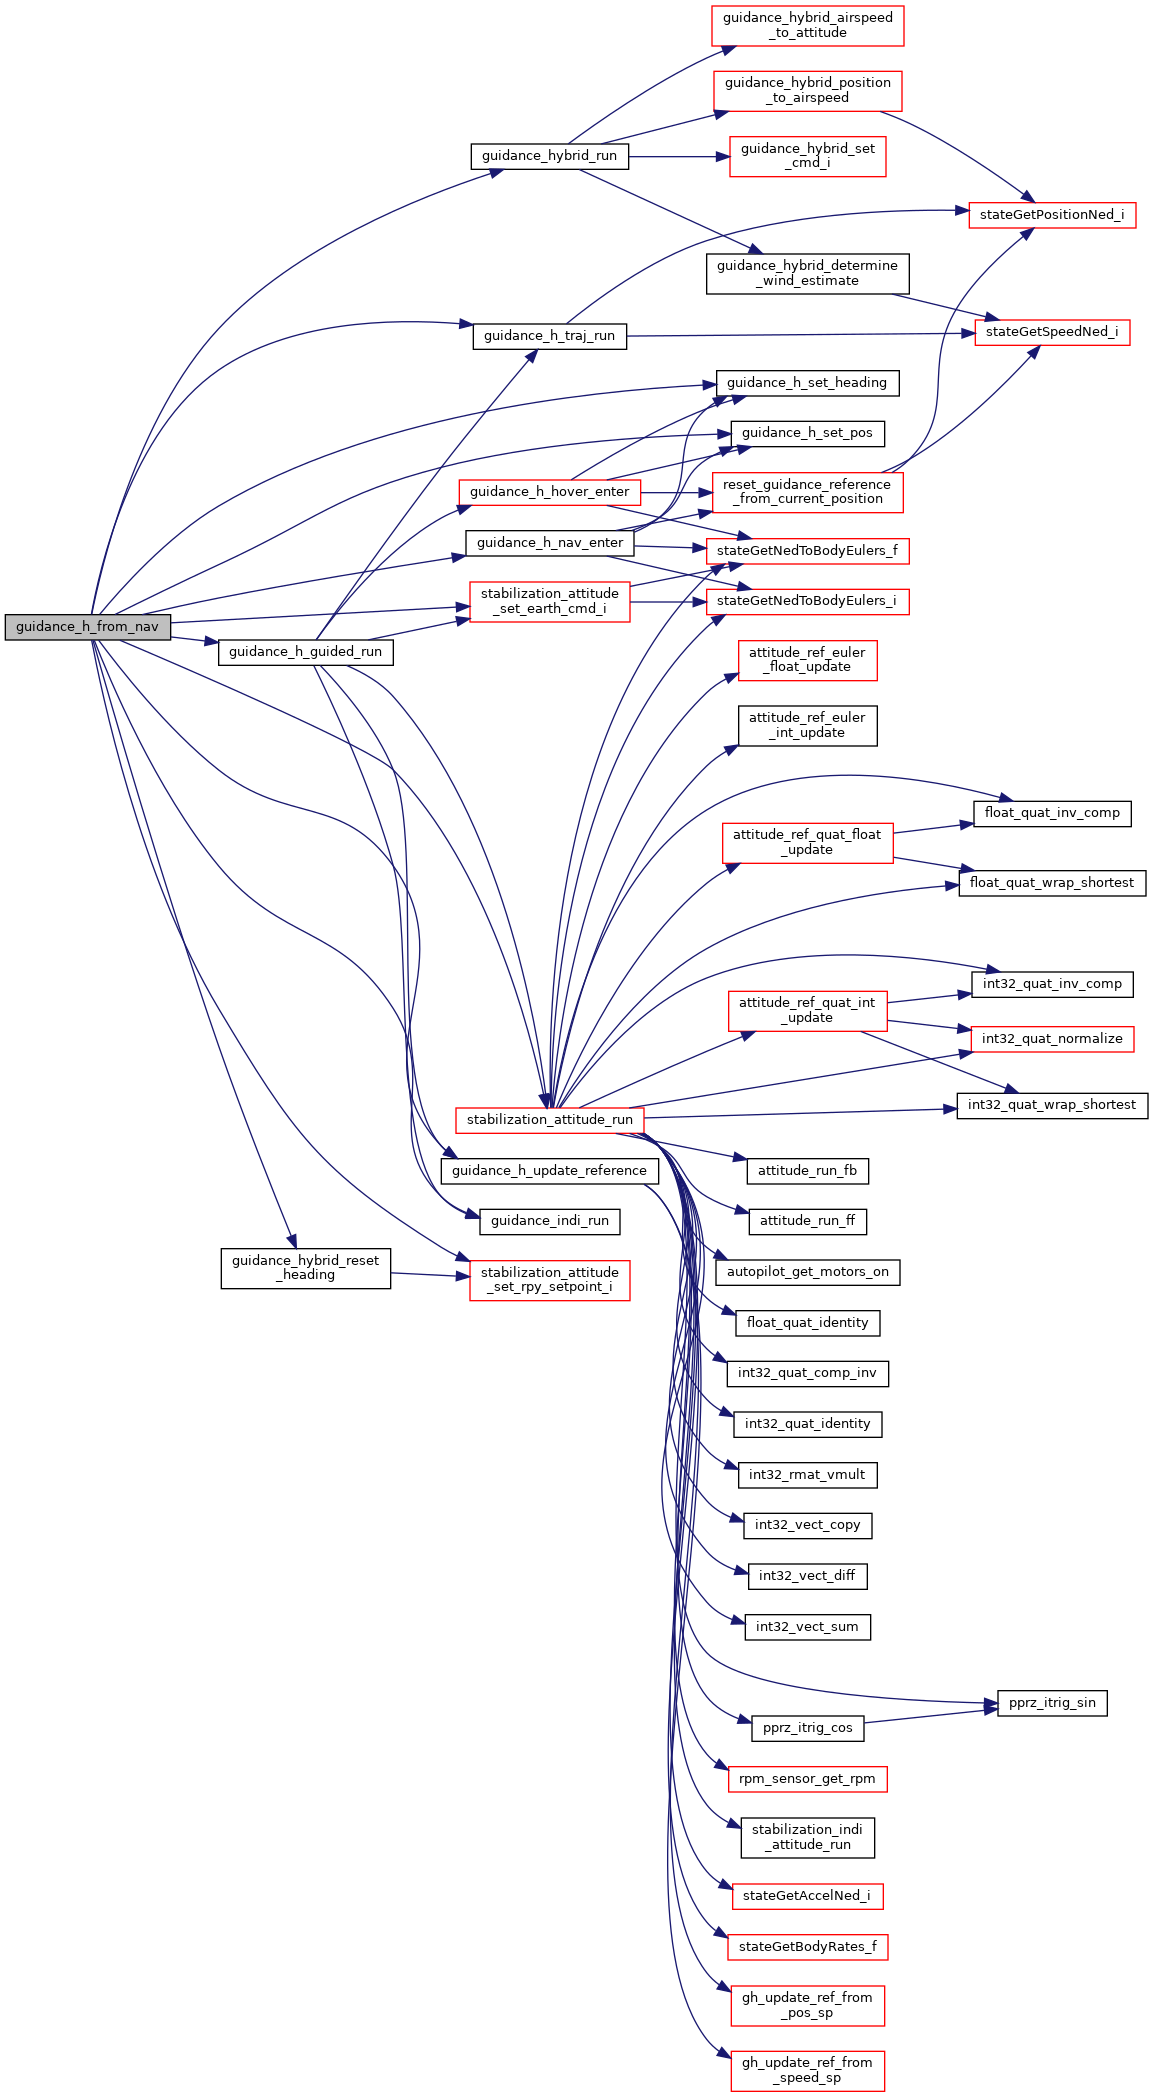 guidance_hybrid_airspeed
_to_attitude
guidance_hybrid_position
_to_airspeed
guidance_hybrid_run
guidance_hybrid_set
_cmd_i
stateGetPositionNed_i
guidance_hybrid_determine
_wind_estimate
guidance_h_traj_run
stateGetSpeedNed_i
guidance_h_set_heading
guidance_h_set_pos
guidance_h_hover_enter
reset_guidance_reference
_from_current_position
guidance_h_nav_enter
stateGetNedToBodyEulers_f
stabilization_attitude
_set_earth_cmd_i
stateGetNedToBodyEulers_i
guidance_h_from_nav
guidance_h_guided_run
attitude_ref_euler
_float_update
attitude_ref_euler
_int_update
float_quat_inv_comp
attitude_ref_quat_float
_update
float_quat_wrap_shortest
int32_quat_inv_comp
attitude_ref_quat_int
_update
int32_quat_normalize
int32_quat_wrap_shortest
stabilization_attitude_run
guidance_h_update_reference
attitude_run_fb
guidance_indi_run
attitude_run_ff
guidance_hybrid_reset
_heading
stabilization_attitude
_set_rpy_setpoint_i
autopilot_get_motors_on
float_quat_identity
int32_quat_comp_inv
int32_quat_identity
int32_rmat_vmult
int32_vect_copy
int32_vect_diff
int32_vect_sum
pprz_itrig_sin
pprz_itrig_cos
rpm_sensor_get_rpm
stabilization_indi
_attitude_run
stateGetAccelNed_i
stateGetBodyRates_f
gh_update_ref_from
_pos_sp
gh_update_ref_from
_speed_sp